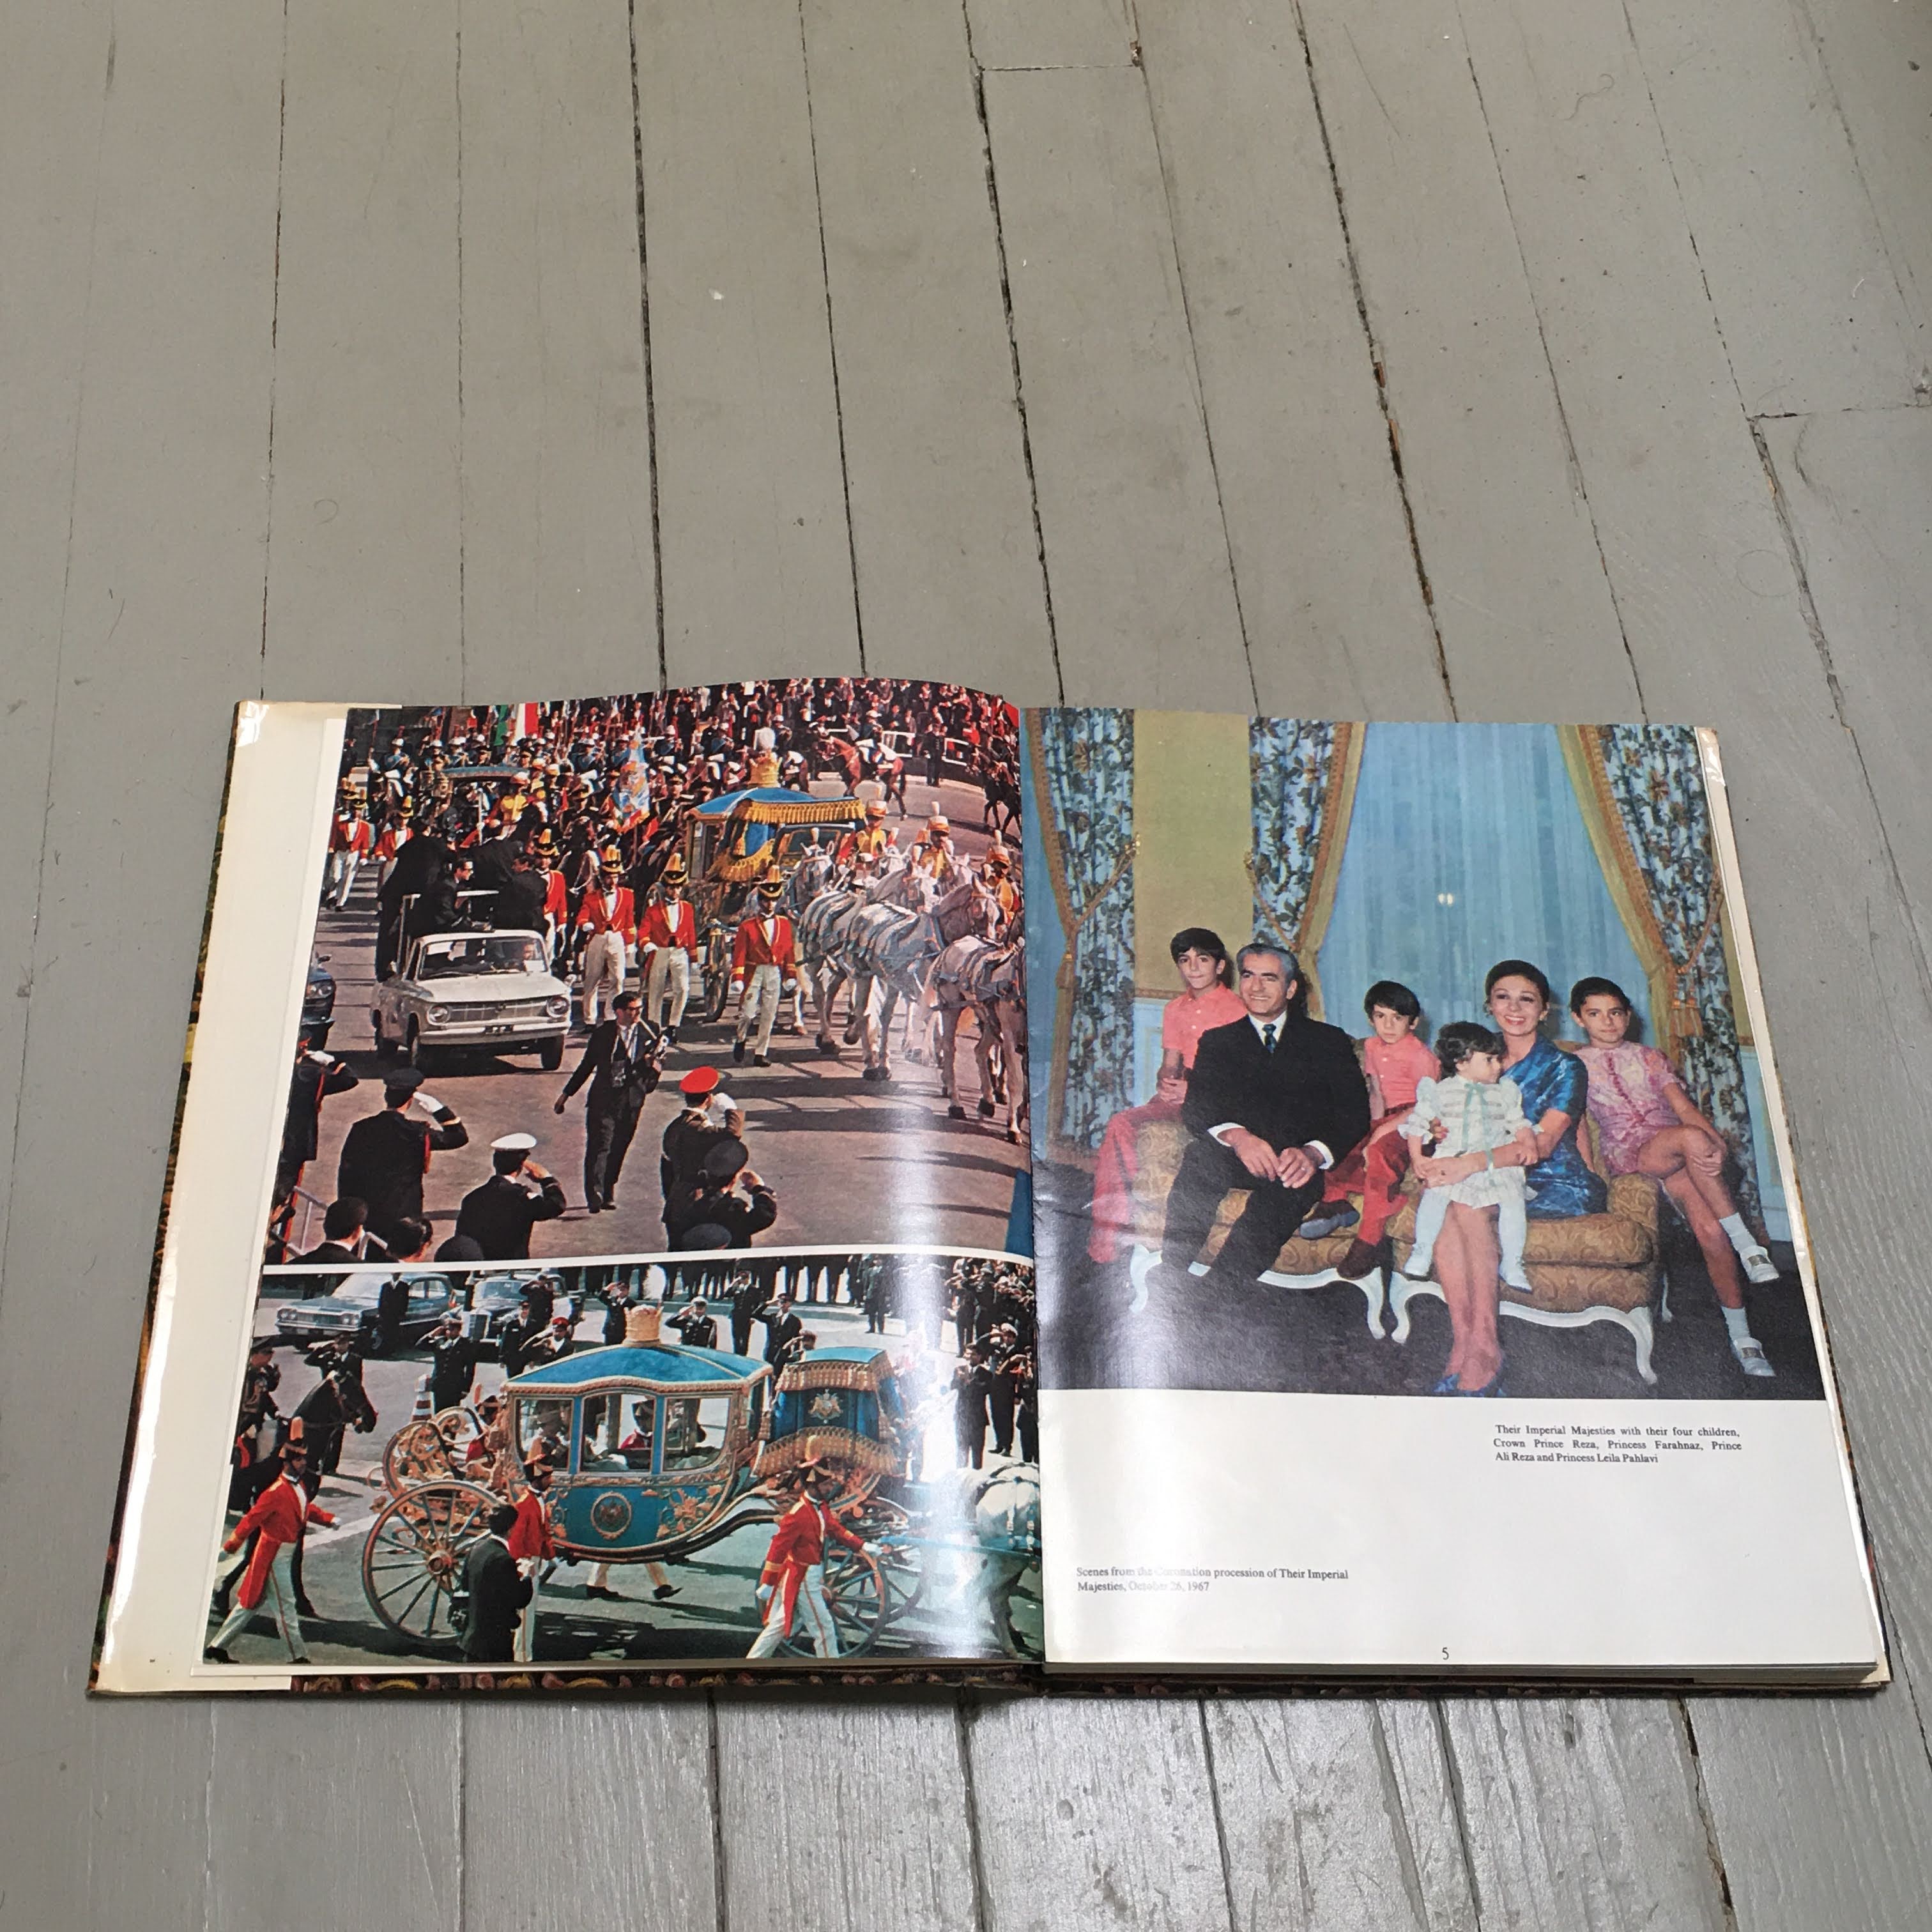 Their Imperial Majesties with their four children,
Crown Prince Reza, Princess Farahnaz, Prince
Ali Reza and Princess Leila Pahlavi
Scenes from the Coronation procession of Their Imperial
Majesties, October 26, 1967
5